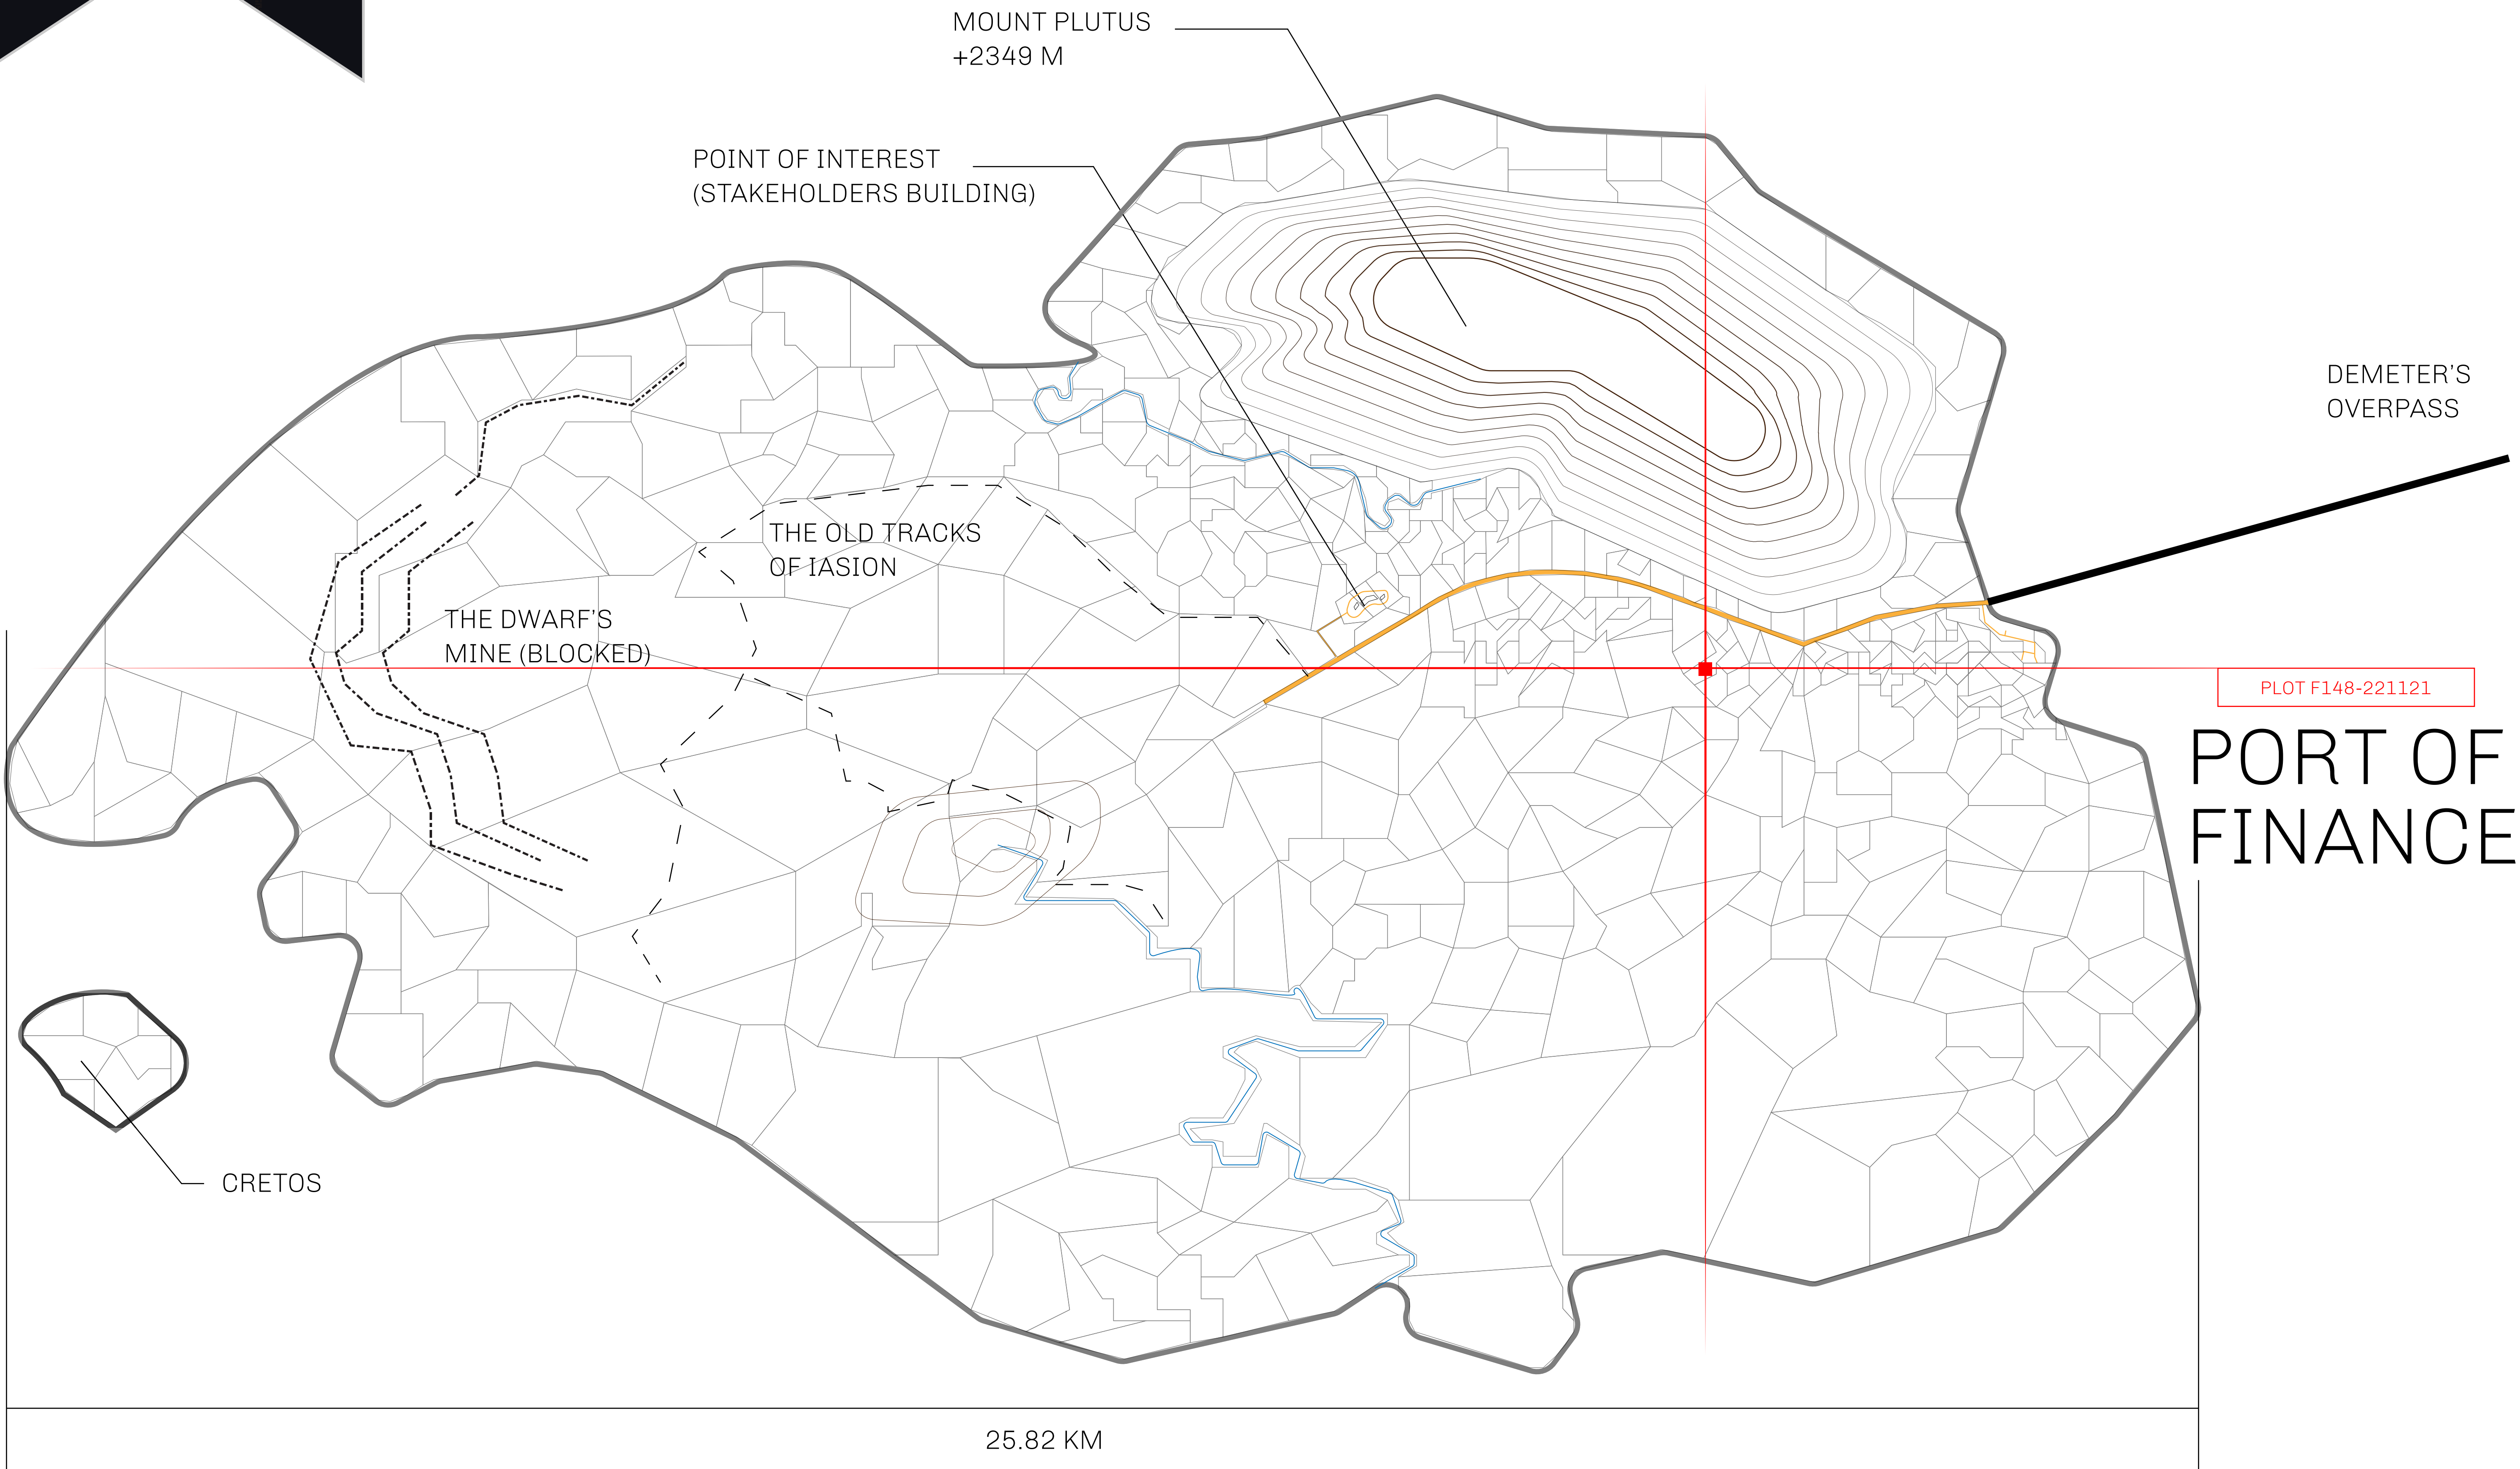 MOUNT PLUTUS
+2349 M
POINT OF INTEREST
(STAKEHOLDERS BUILDING)
DEMETER'S
OVERPASS
THE OLD TRACKS
OF IASION
THE DWARF'S
MINE (BLOCKED)
PLOT F148-221121
PORT OF
FINANCE
CRETOS
25.82 KM